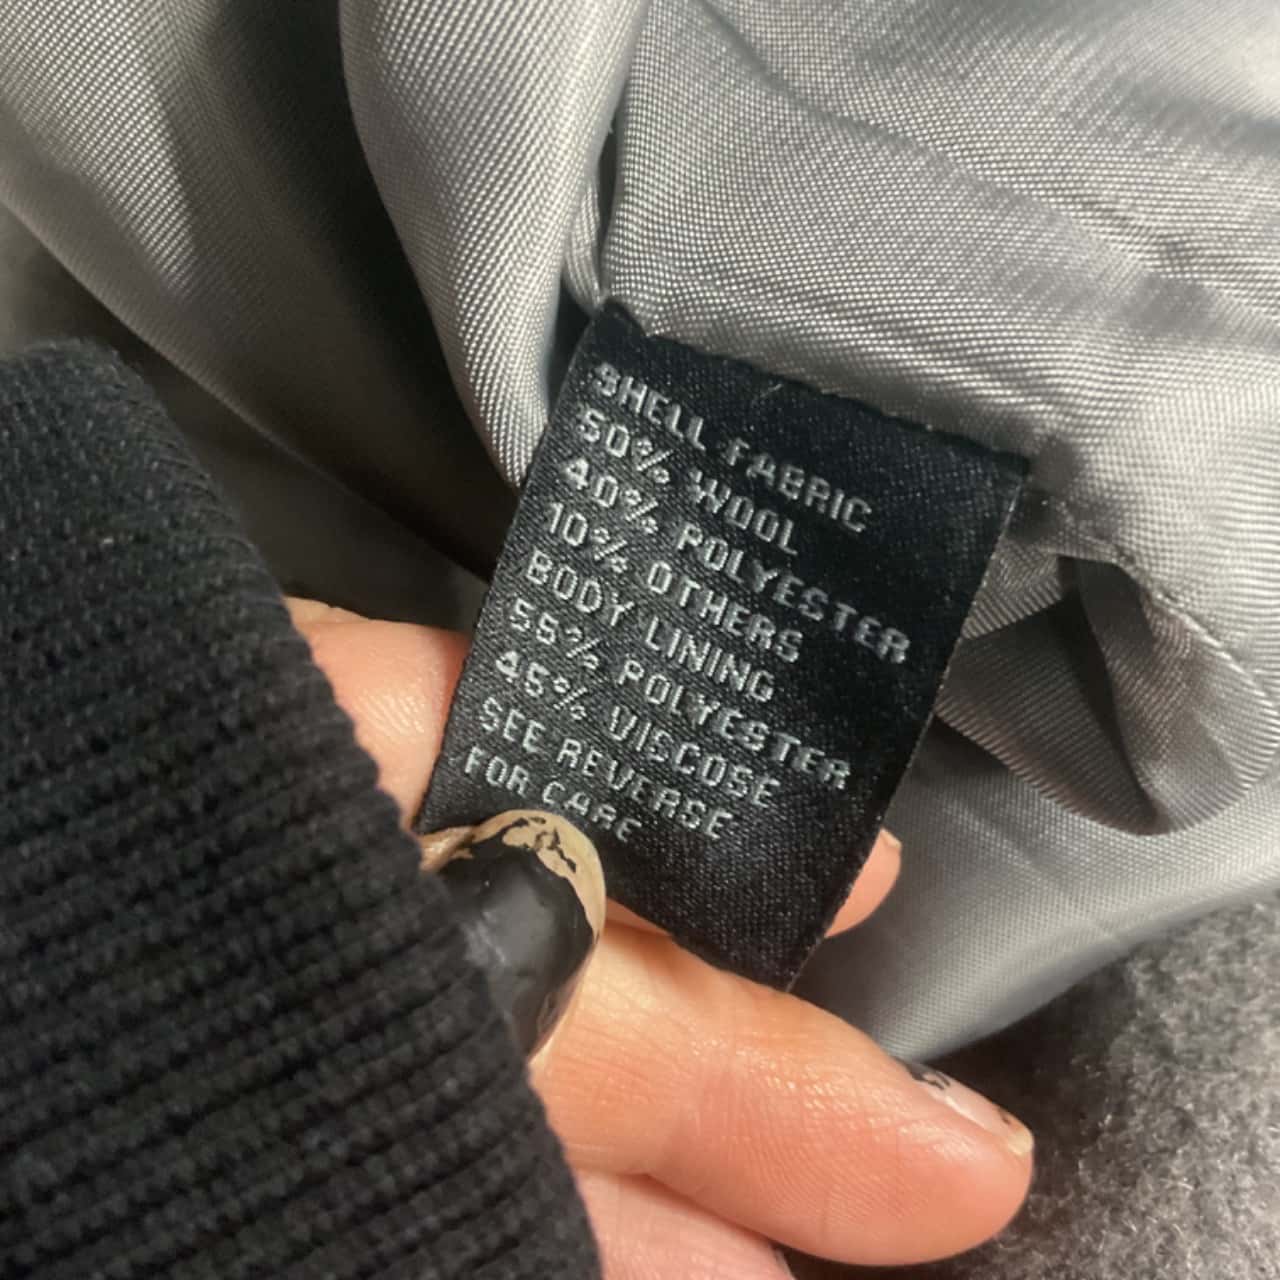 SHELL FABRIC
50% WOOL
40% POLYESTER
10% OTHERS
BODY LINING
55% POLYESTER
45% VISCOSE
SEE REVERSE
FOR CARE